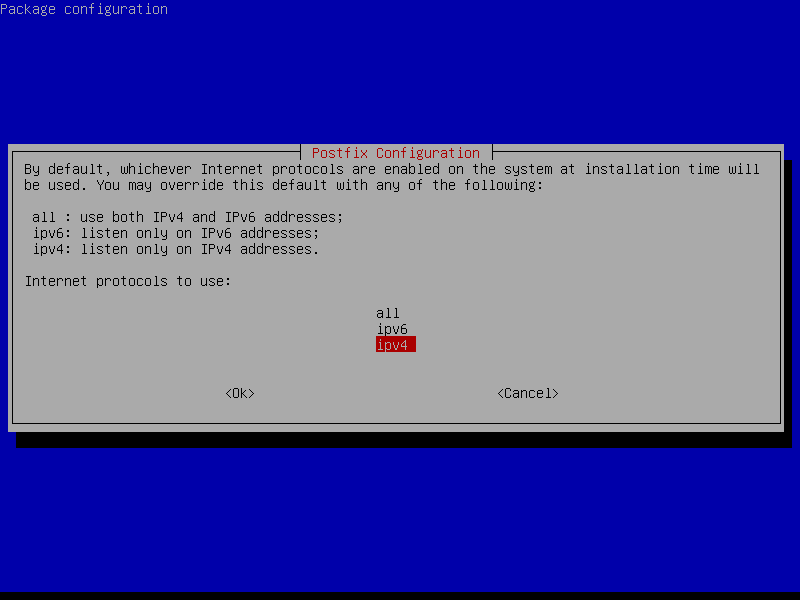 Package configuration
Postfix Configuration
By default, whichever Internet protocols are enabled on the system at installation time will
be used. You may override this default with any of the following:
all : use both IPv4 and IPv6 addresses;
ipv6: listen only on IPv6 addresses;
ipv4: listen only on IPv4 addresses.
Internet protocols to use:
all
ipv6
ipv4
<Ok> <Cancel>